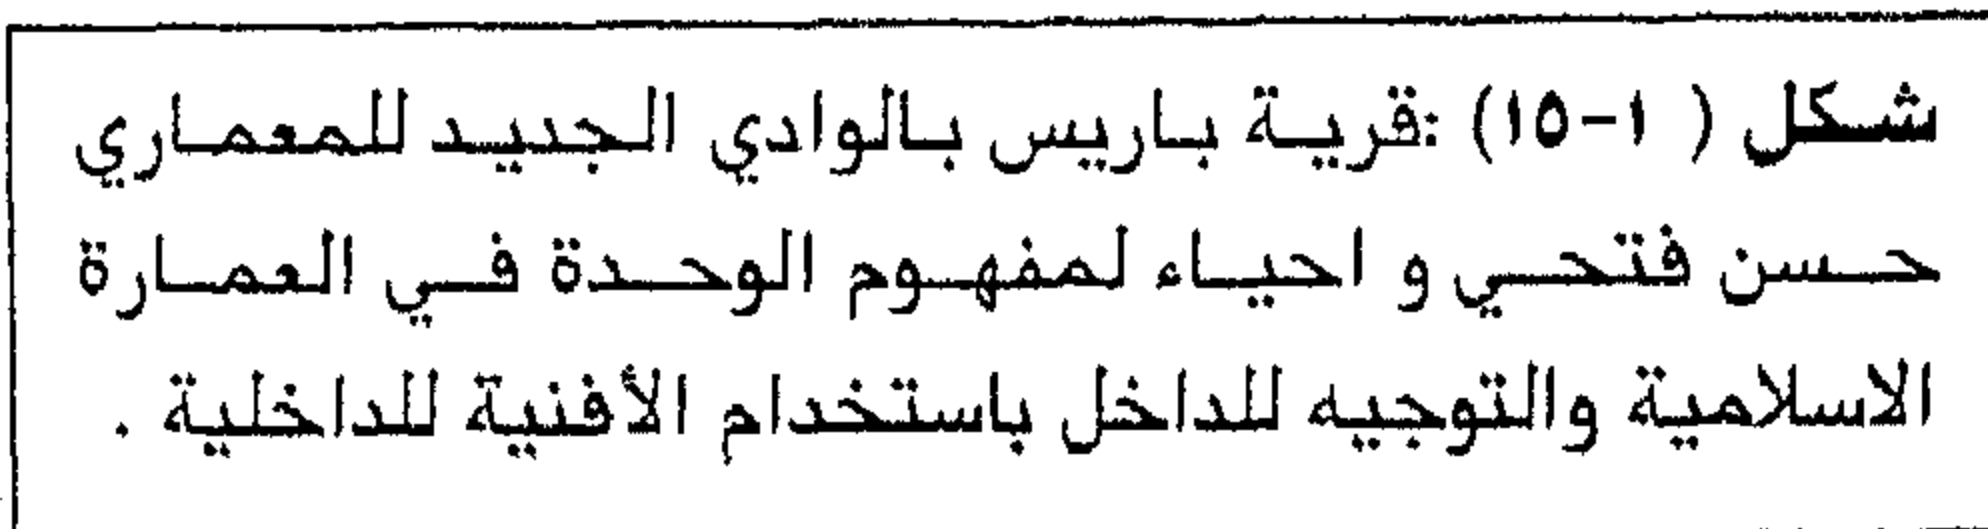 شكل ( ١-١٥) :قرية باريس بالوادي الجديد للمعماري
حسن فتحي و احياء لمفهوم الوحدة في العمارة
الاسلامية والتوجيه للداخل باستخدام الأفنية للداخلية .